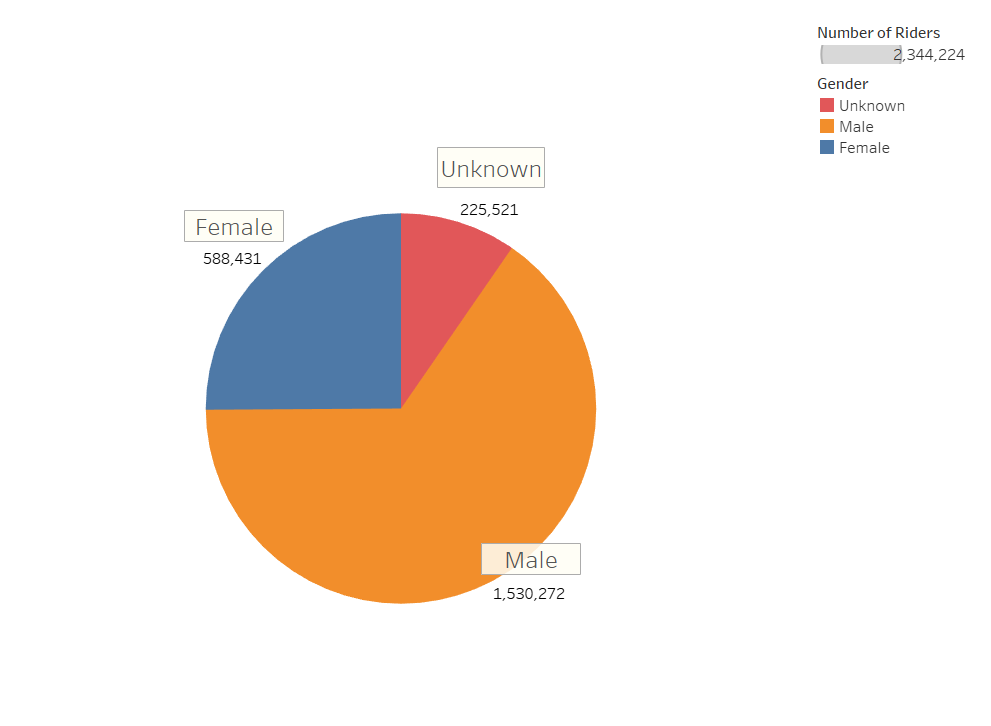 Number of Riders
2,344,224
Gender
Unknown
Male
Female
Unknown
225,521
Female
588,431
Male
1,530,272